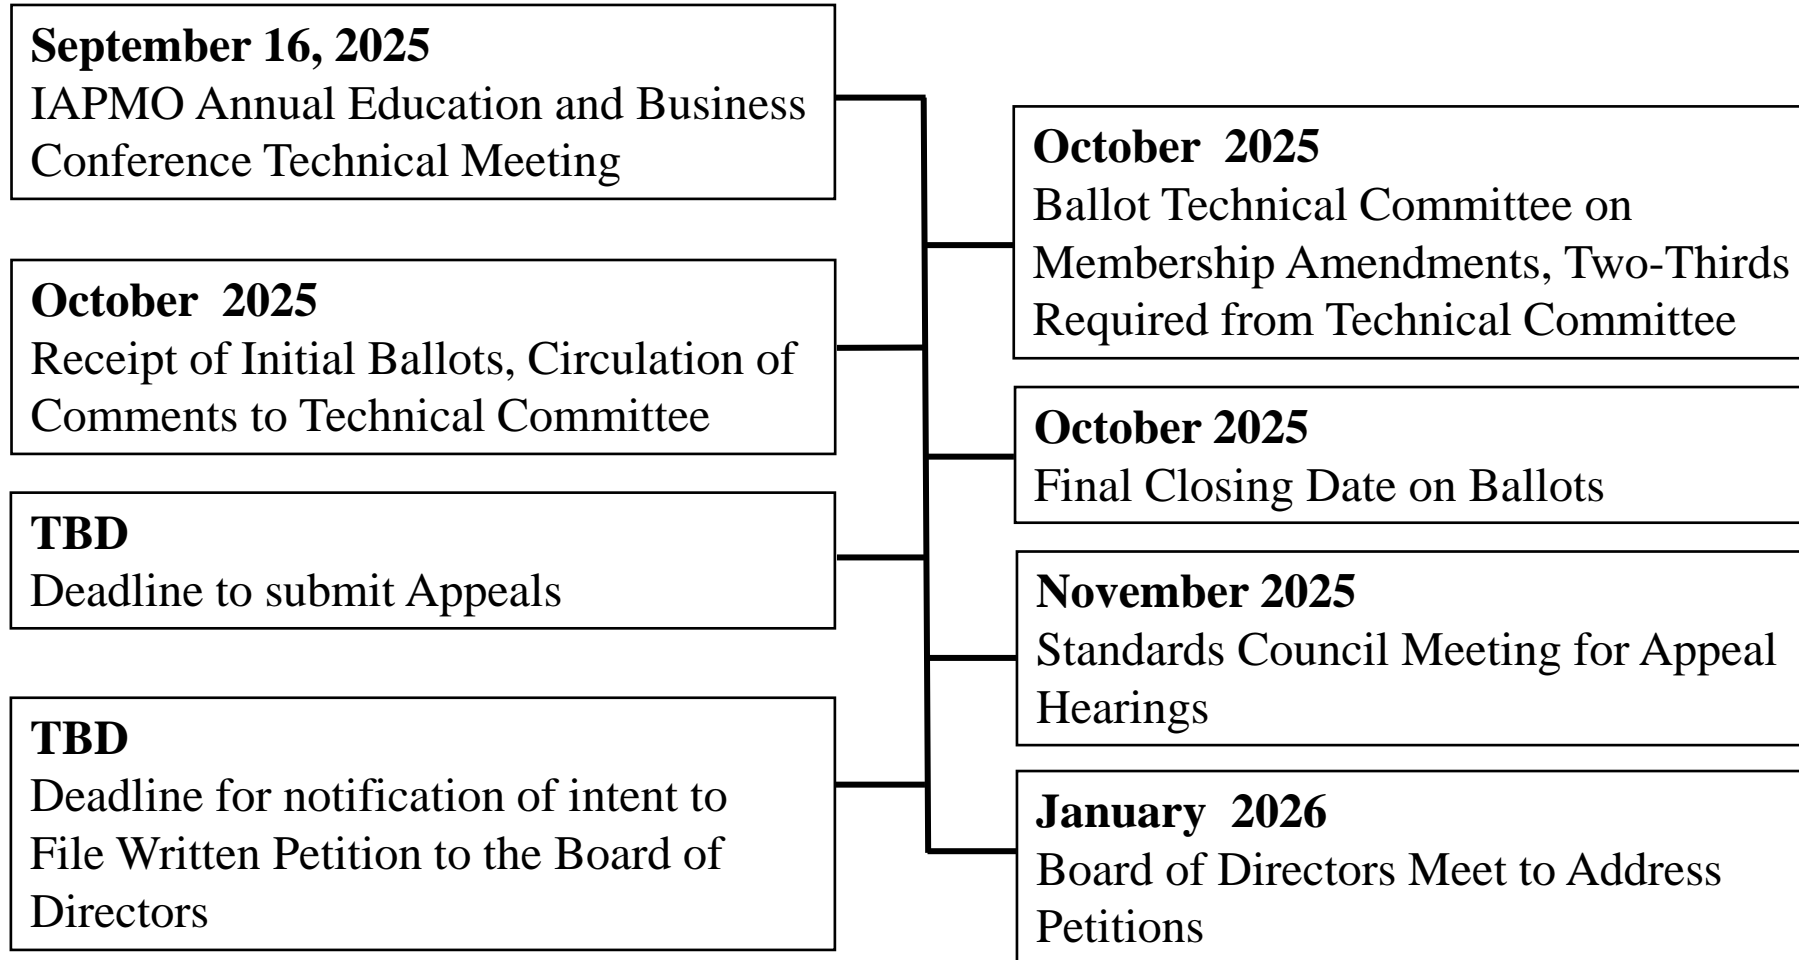 September 16, 2025
IAPMO Annual Education and Business
Conference Technical Meeting
October  2025
Ballot Technical Committee on
Membership Amendments, Two-Thirds
Required from Technical Committee
October  2025
Receipt of Initial Ballots, Circulation of
Comments to Technical Committee
October 2025
Final Closing Date on Ballots
TBD
Deadline to submit Appeals
November 2025
Standards Council Meeting for Appeal
Hearings
TBD
Deadline for notification of intent to
File Written Petition to the Board of
Directors
January  2026
Board of Directors Meet to Address
Petitions